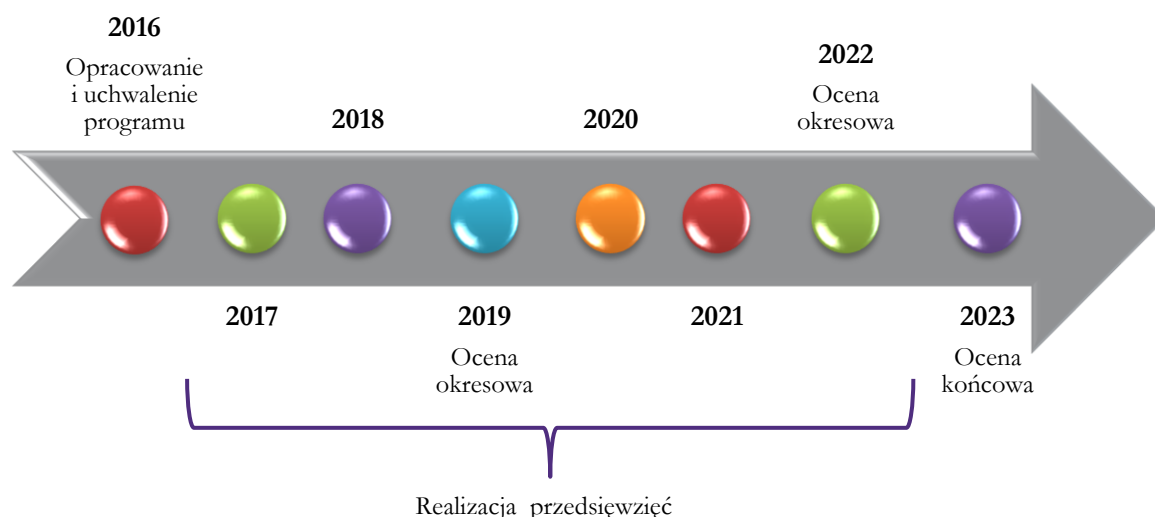 2016
Opracowanie
i uchwalenie
programu
2018
2020
2022
Ocena
okresowa
2017
2019
Ocena
okresowa
2021
2023
Ocena
końcowa
Realizacja przedsięwzięć